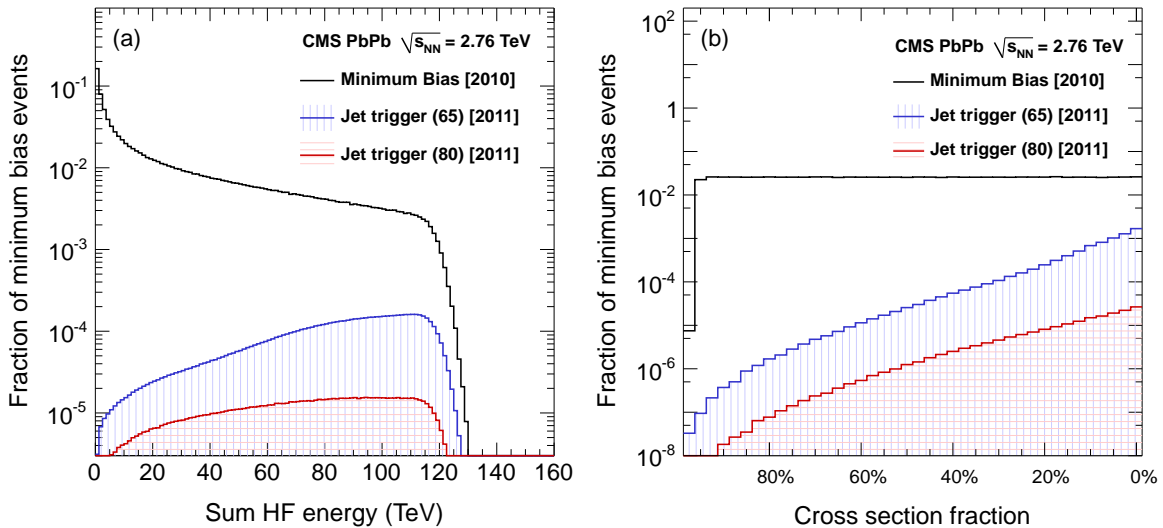 (a)
CMS PbPb √s_NN = 2.76 TeV
Minimum Bias [2010]
Jet trigger (65) [2011]
Jet trigger (80) [2011]
Fraction of minimum bias events
10^-1
10^-2
10^-3
10^-4
10^-5
0 20 40 60 80 100 120 140 160
Sum HF energy (TeV)
(b)
CMS PbPb √s_NN = 2.76 TeV
Minimum Bias [2010]
Jet trigger (65) [2011]
Jet trigger (80) [2011]
Fraction of minimum bias events
10^2
1
10^-2
10^-4
10^-6
10^-8
80% 60% 40% 20% 0%
Cross section fraction